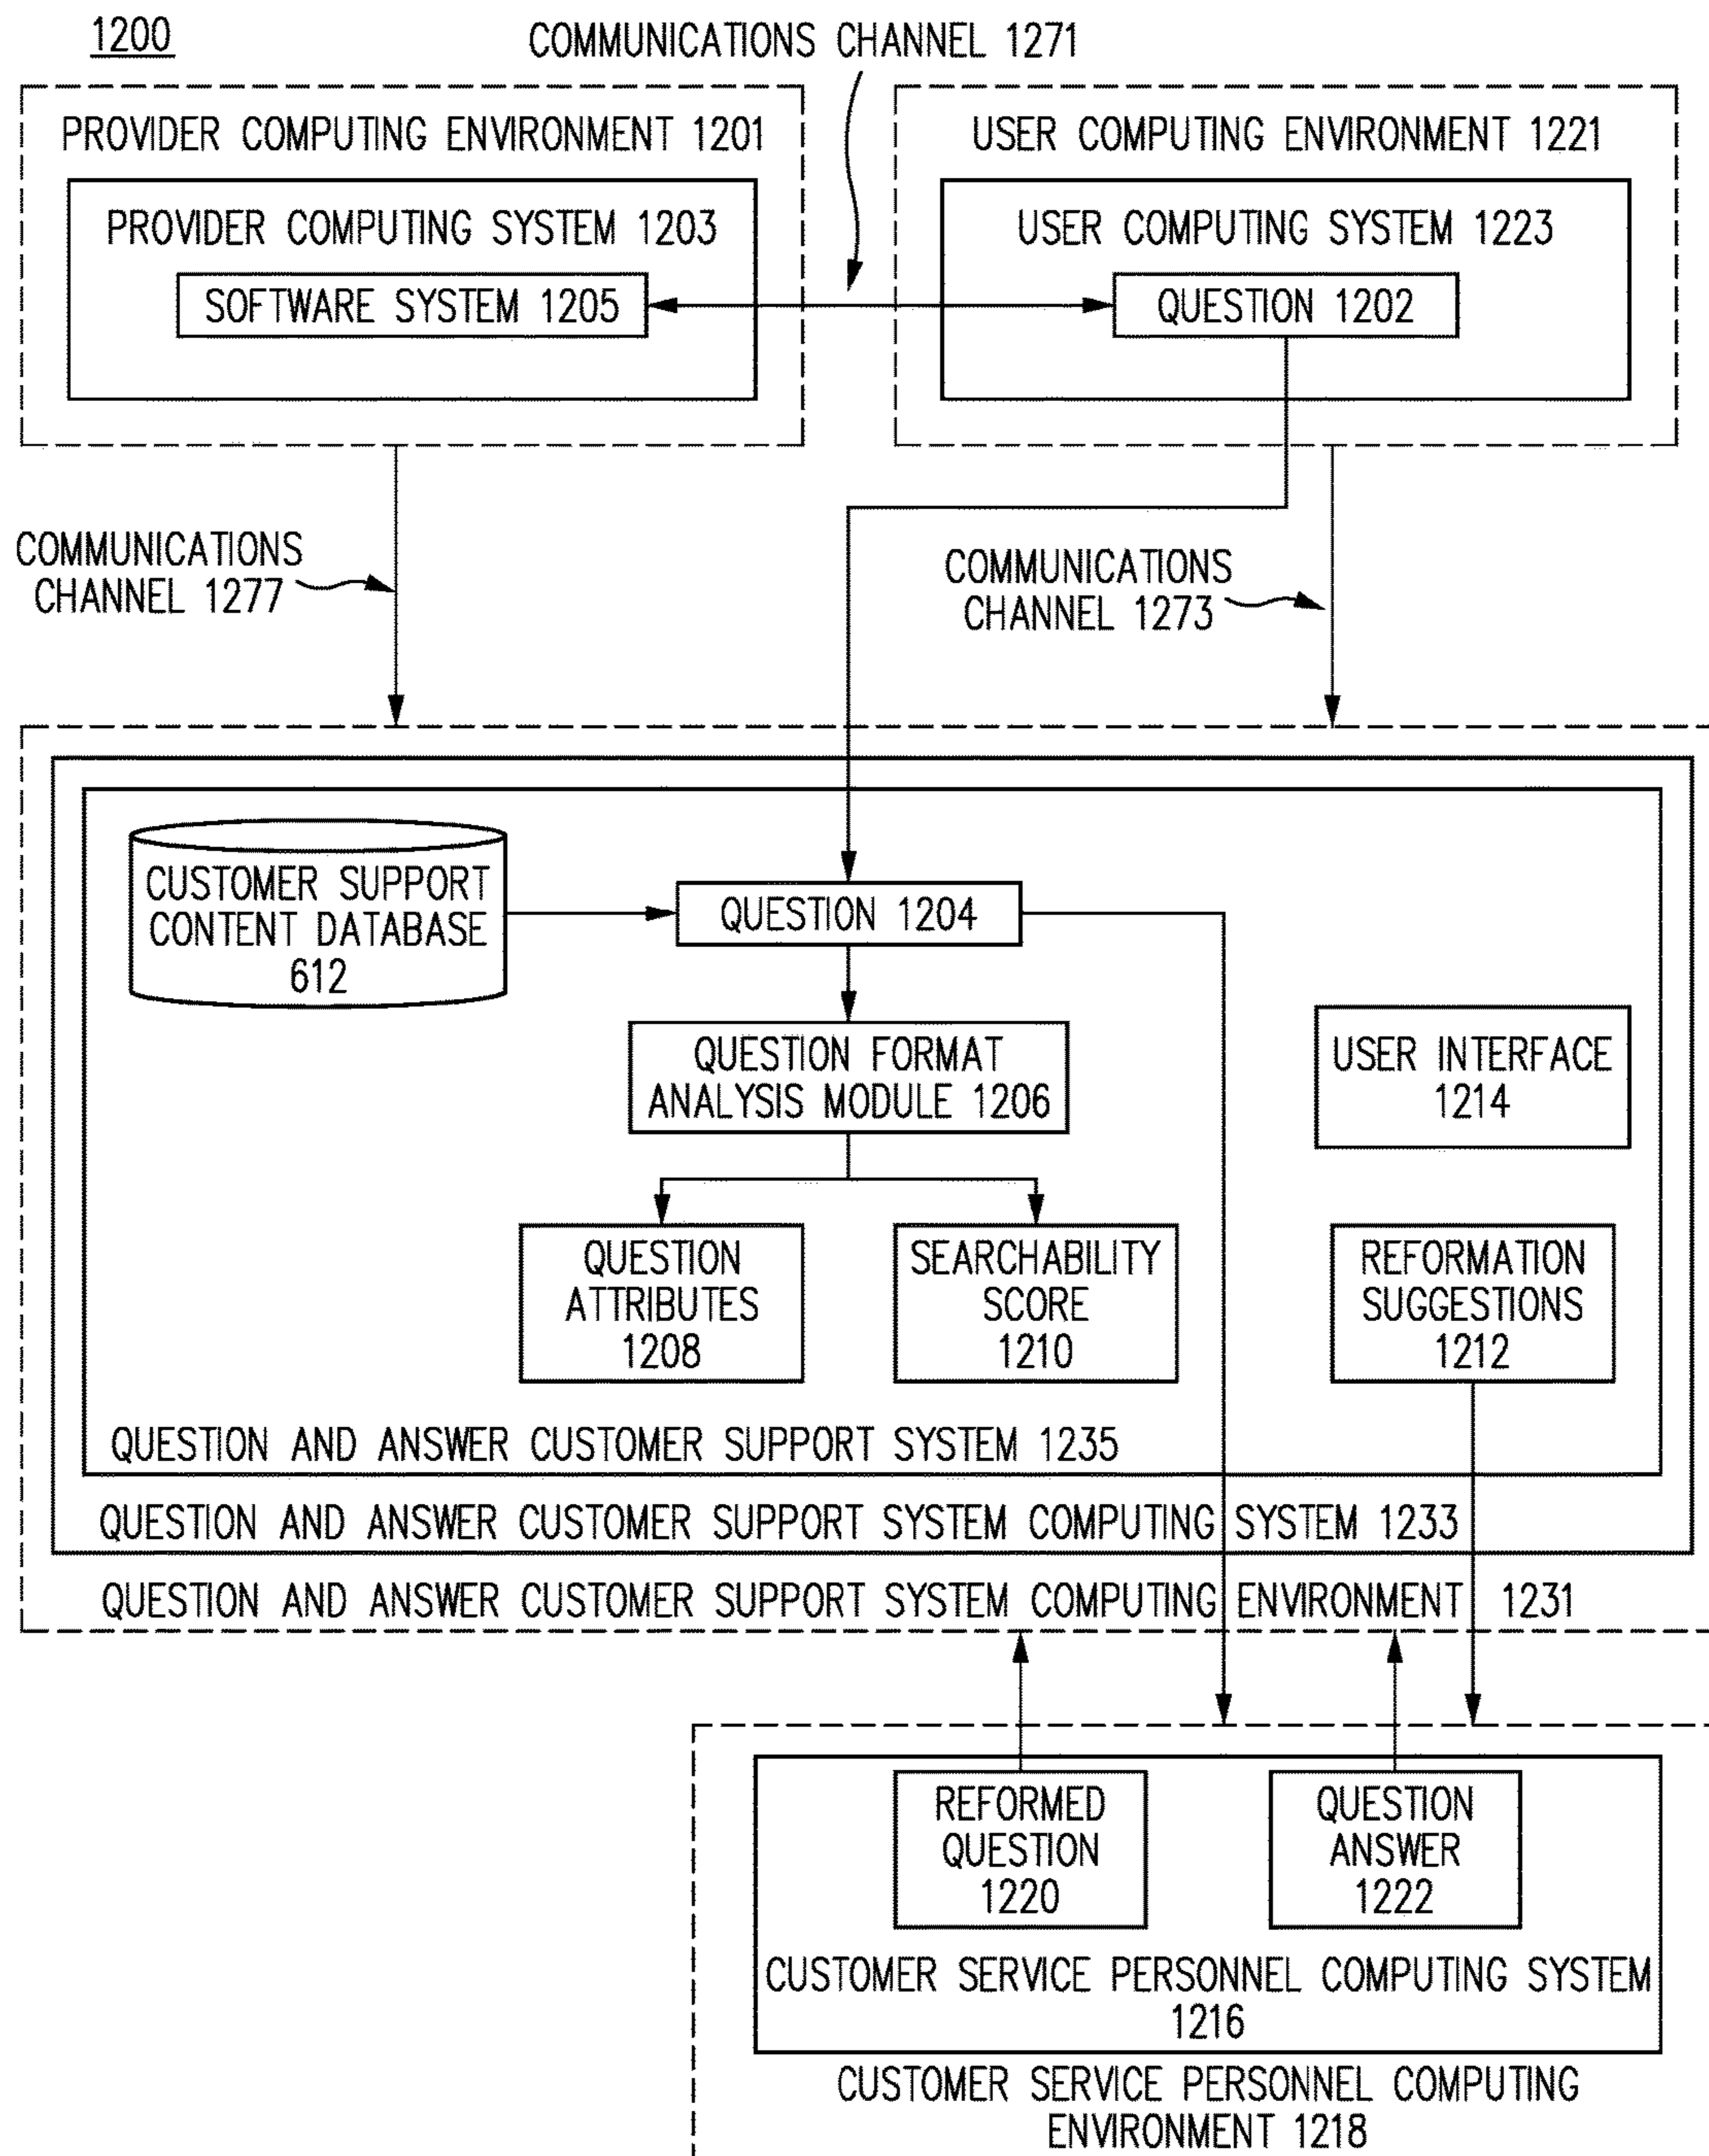 1200
COMMUNICATIONS CHANNEL 1271
PROVIDER COMPUTING ENVIRONMENT 1201
PROVIDER COMPUTING SYSTEM 1203
SOFTWARE SYSTEM 1205
USER COMPUTING ENVIRONMENT 1221
USER COMPUTING SYSTEM 1223
QUESTION 1202
COMMUNICATIONS
CHANNEL 1277
COMMUNICATIONS
CHANNEL 1273
CUSTOMER SUPPORT
CONTENT DATABASE
612
QUESTION 1204
QUESTION FORMAT
ANALYSIS MODULE 1206
USER INTERFACE
1214
QUESTION
ATTRIBUTES
1208
SEARCHABILITY
SCORE
1210
REFORMATION
SUGGESTIONS
1212
QUESTION AND ANSWER CUSTOMER SUPPORT SYSTEM 1235
QUESTION AND ANSWER CUSTOMER SUPPORT SYSTEM COMPUTING SYSTEM 1233
QUESTION AND ANSWER CUSTOMER SUPPORT SYSTEM COMPUTING ENVIRONMENT 1231
REFORMED
QUESTION
1220
QUESTION
ANSWER
1222
CUSTOMER SERVICE PERSONNEL COMPUTING SYSTEM
1216
CUSTOMER SERVICE PERSONNEL COMPUTING
ENVIRONMENT 1218